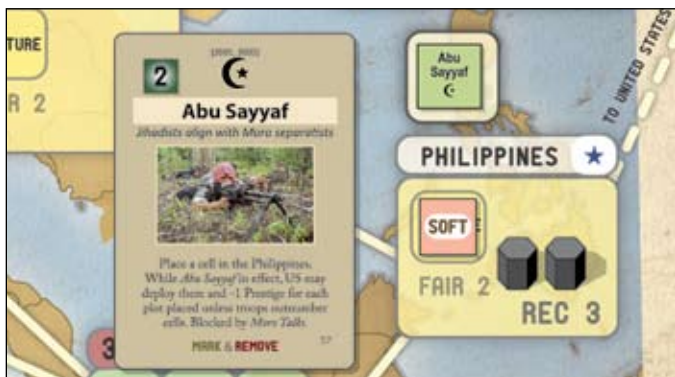 TURE
R 2
2
Abu Sayyaf
Jihadists align with Moro separatists
Place a cell in the Philippines.
While Abu Sayyaf in effect, US may
deploy there and -1 Prestige for each
plot placed unless troops outnumber
cells. Blocked by Moro Talks.
MARK & REMOVE
57
3
Abu
Sayyaf
TO UNITED STATES
PHILIPPINES
SOFT
FAIR 2
REC 3